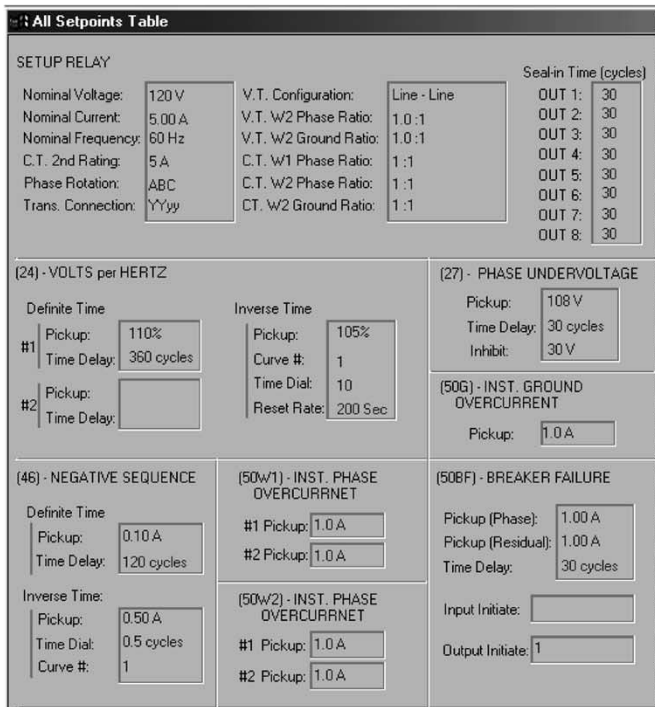 All Setpoints Table
SETUP RELAY
Nominal Voltage: 120 V
Nominal Current: 5.00 A
Nominal Frequency: 60 Hz
C.T. 2nd Rating: 5 A
Phase Rotation: ABC
Trans. Connection: YYyy
V.T. Configuration: Line - Line
V.T. W2 Phase Ratio: 1.0 :1
V.T. W2 Ground Ratio: 1.0 :1
C.T. W1 Phase Ratio: 1 :1
C.T. W2 Phase Ratio: 1 :1
CT. W2 Ground Ratio: 1 :1
Seal-in Time (cycles)
OUT 1: 30
OUT 2: 30
OUT 3: 30
OUT 4: 30
OUT 5: 30
OUT 6: 30
OUT 7: 30
OUT 8: 30
(24) - VOLTS per HERTZ
Definite Time
#1
Pickup: 110%
Time Delay: 360 cycles
#2
Pickup:
Time Delay:
Inverse Time
Pickup: 105%
Curve #: 1
Time Dial: 10
Reset Rate: 200 Sec
(27) - PHASE UNDERVOLTAGE
Pickup: 108 V
Time Delay: 30 cycles
Inhibit: 30 V
(50G) - INST. GROUND
OVERCURRENT
Pickup: 1.0 A
(46) - NEGATIVE SEQUENCE
Definite Time
Pickup: 0.10 A
Time Delay: 120 cycles
Inverse Time:
Pickup: 0.50 A
Time Dial: 0.5 cycles
Curve #: 1
(50W1) - INST. PHASE
OVERCURRNET
#1 Pickup: 1.0 A
#2 Pickup: 1.0 A
(50W2) - INST. PHASE
OVERCURRNET
#1 Pickup: 1.0 A
#2 Pickup: 1.0 A
(50BF) - BREAKER FAILURE
Pickup (Phase): 1.00 A
Pickup (Residual): 1.00 A
Time Delay: 30 cycles
Input Initiate:
Output Initiate: 1